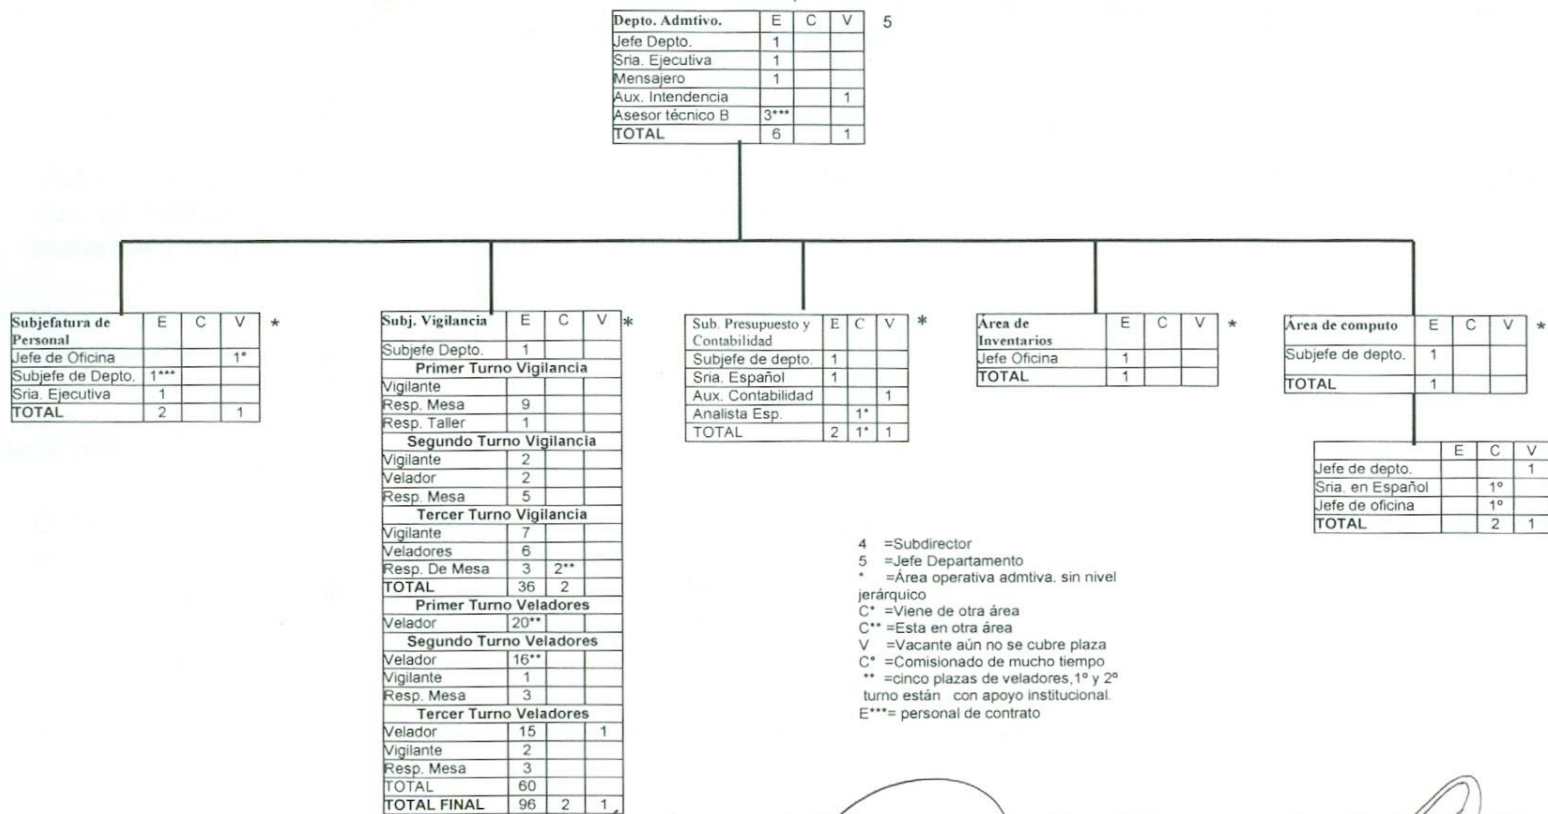 Depto. Admtivo. E C V 5
Jefe Depto. 1
Sria. Ejecutiva 1
Mensajero 1
Aux. Intendencia 1
Asesor técnico B 3***
TOTAL 6 1
Subjefatura de Personal E C V *
Jefe de Oficina 1*
Subjefe de Depto. 1***
Sria. Ejecutiva 1
TOTAL 2 1
Subj. Vigilancia E C V *
Subjefe Depto. 1
Primer Turno Vigilancia
Vigilante
Resp. Mesa 9
Resp. Taller 1
Segundo Turno Vigilancia
Vigilante 2
Velador 2
Resp. Mesa 5
Tercer Turno Vigilancia
Vigilante 7
Veladores 6
Resp. De Mesa 3 2**
TOTAL 36 2
Primer Turno Veladores
Velador 20**
Segundo Turno Veladores
Velador 16**
Vigilante 1
Resp. Mesa 3
Tercer Turno Veladores
Velador 15 1
Vigilante 2
Resp. Mesa 3
TOTAL 60
TOTAL FINAL 96 2 1
Sub. Presupuesto y Contabilidad E C V *
Subjefe de depto. 1
Sria. Español 1
Aux. Contabilidad 1
Analista Esp. 1*
TOTAL 2 1* 1
Área de Inventarios E C V *
Jefe Oficina 1
TOTAL 1
Área de computo E C V *
Subjefe de depto. 1
TOTAL 1
E C V
Jefe de depto. 1
Sria. en Español 1º
Jefe de oficina 1º
TOTAL 2 1
4 =Subdirector
5 =Jefe Departamento
* =Área operativa admtiva. sin nivel
jerárquico
C* =Viene de otra área
C** =Esta en otra área
V =Vacante aún no se cubre plaza
C* =Comisionado de mucho tiempo
** =cinco plazas de veladores,1º y 2º
turno están con apoyo institucional.
E***= personal de contrato